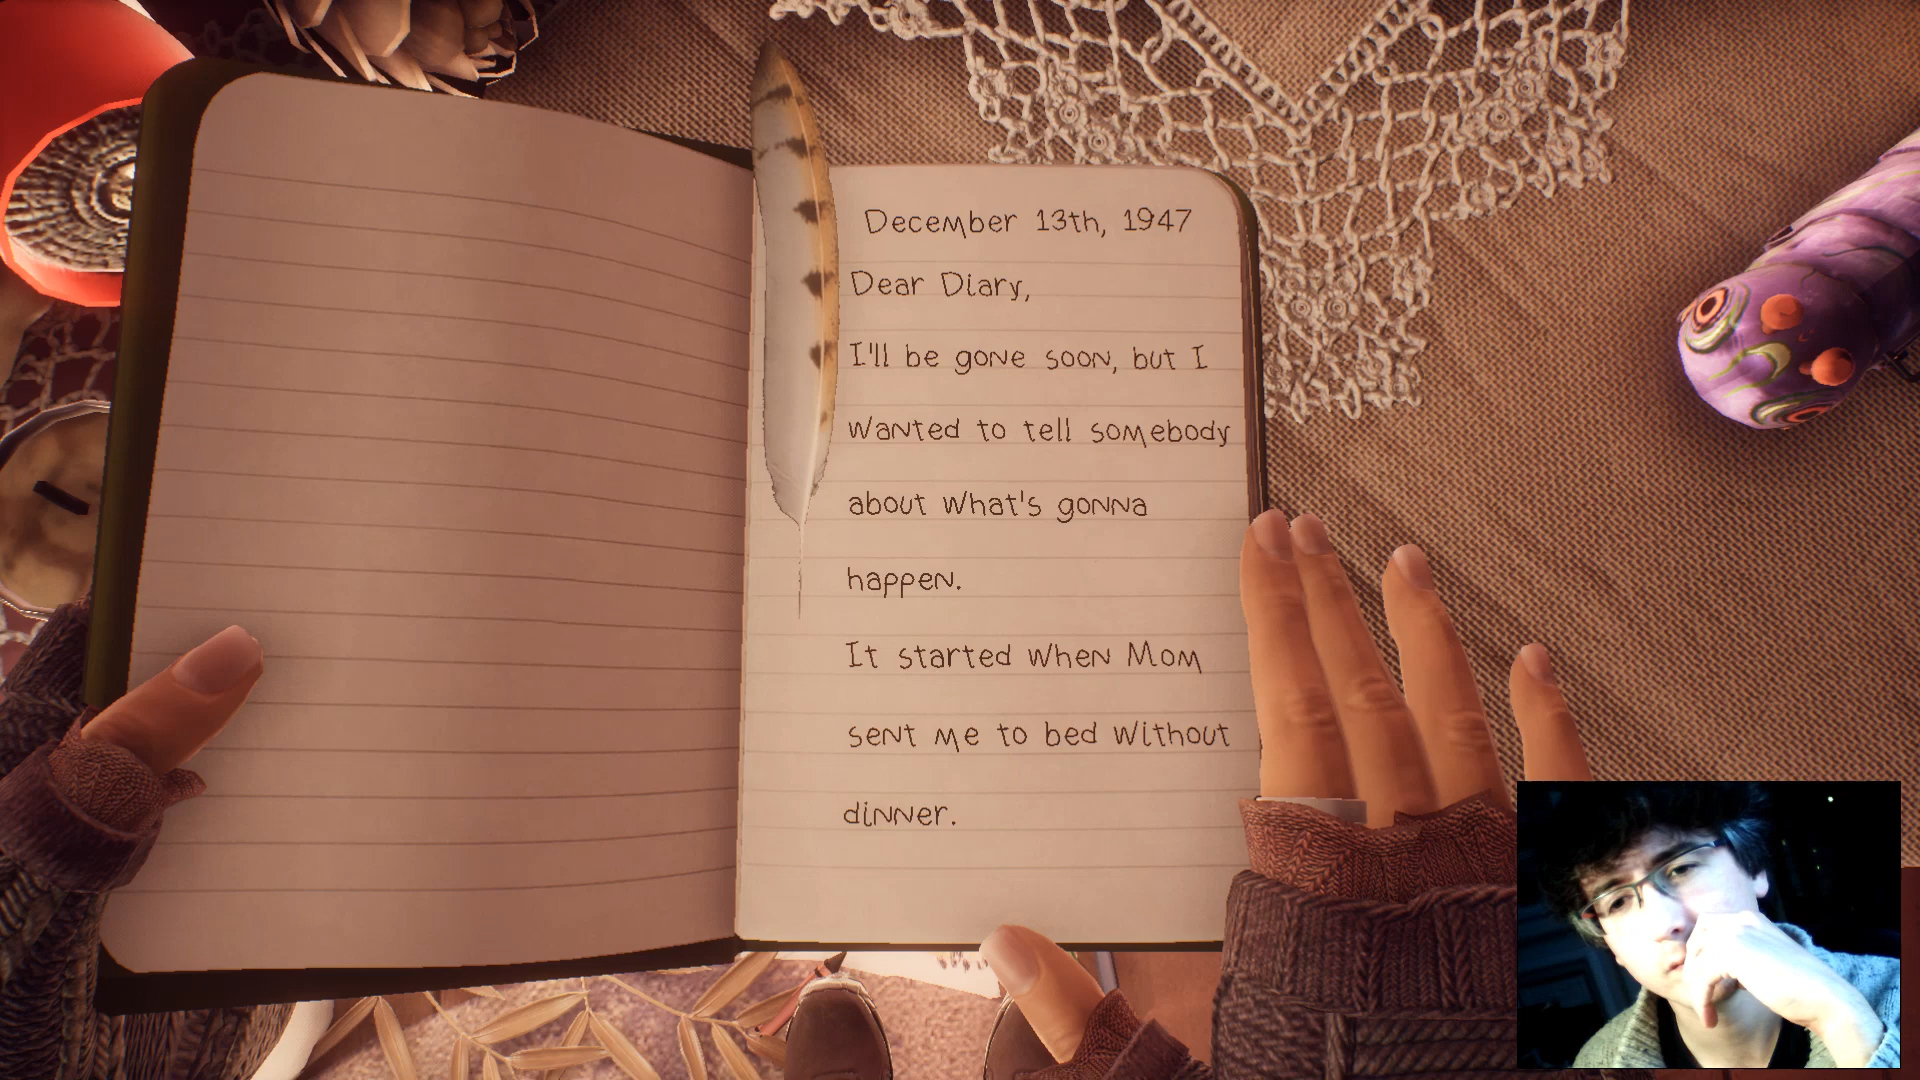 December 13th, 1947
Dear Diary,
I'll be gone soon, but I
wanted to tell somebody
about what's gonna
happen.
It started when Mom
sent me to bed without
dinner.